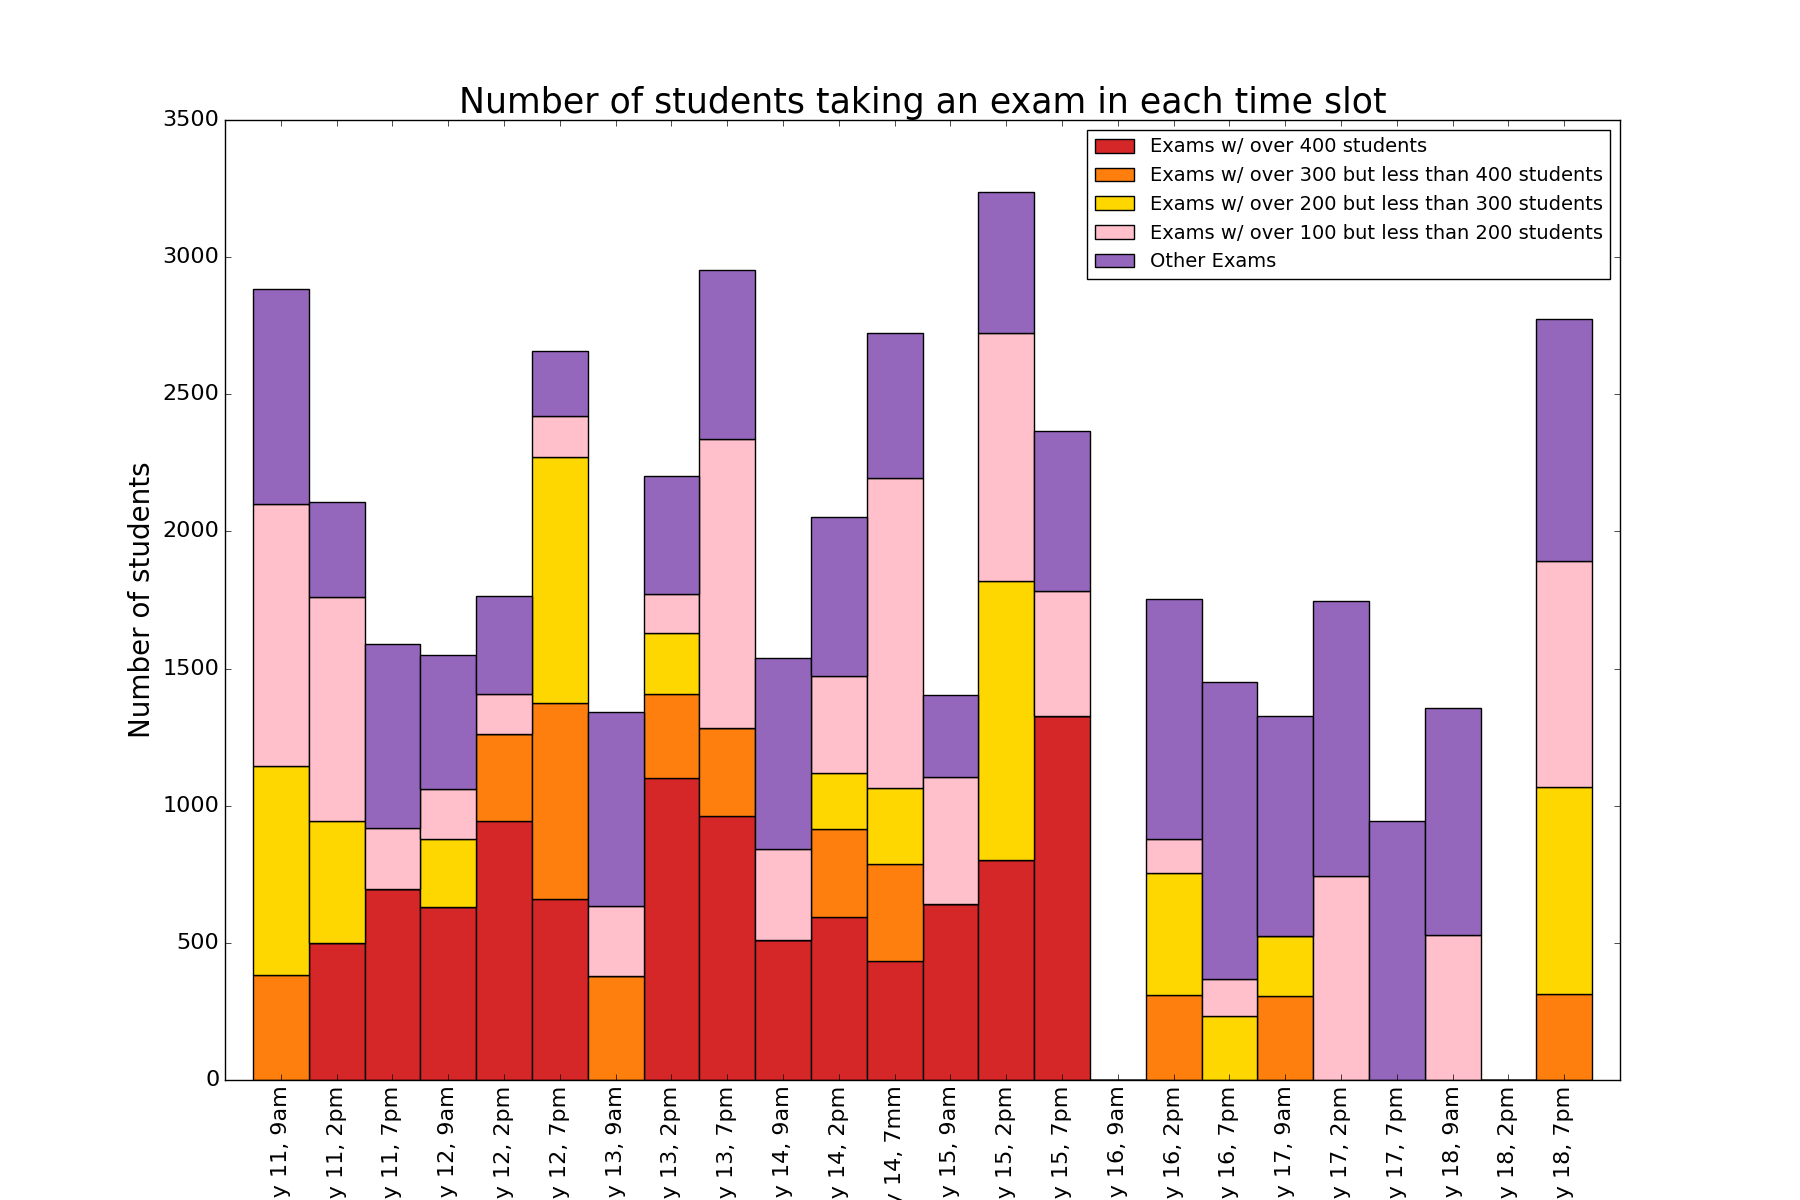 Number of students taking an exam in each time slot
Exams w/ over 400 students
Exams w/ over 300 but less than 400 students
Exams w/ over 200 but less than 300 students
Exams w/ over 100 but less than 200 students
Other Exams
Number of students
3500
3000
2500
2000
1500
1000
500
0
y 11, 9am
y 11, 2pm
y 11, 7pm
y 12, 9am
y 12, 2pm
y 12, 7pm
y 13, 9am
y 13, 2pm
y 13, 7pm
y 14, 9am
y 14, 2pm
y 14, 7mm
y 15, 9am
y 15, 2pm
y 15, 7pm
y 16, 9am
y 16, 2pm
y 16, 7pm
y 17, 9am
y 17, 2pm
y 17, 7pm
y 18, 9am
y 18, 2pm
y 18, 7pm